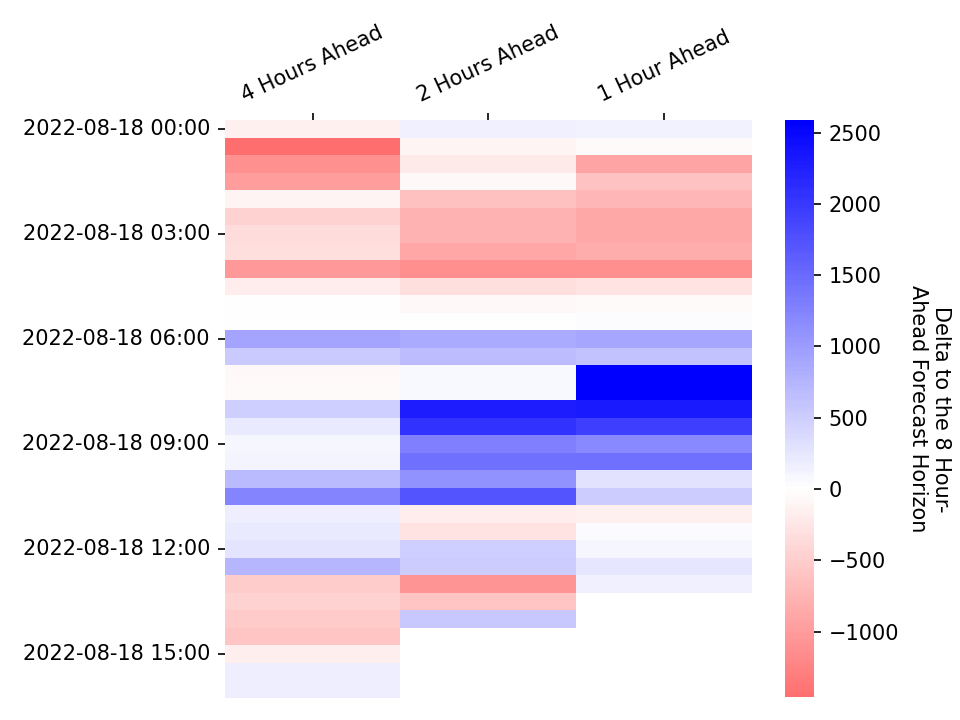 4 Hours Ahead
2 Hours Ahead
1 Hour Ahead
2022-08-18 00:00
2022-08-18 03:00
2022-08-18 06:00
2022-08-18 09:00
2022-08-18 12:00
2022-08-18 15:00
2500
2000
1500
1000
500
0
−500
−1000
Delta to the 8 Hour-
Ahead Forecast Horizon